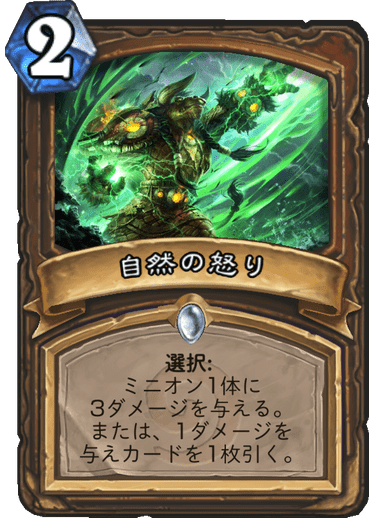 2
自然の怒り
選択:
ミニオン1体に
3ダメージを与える。
または、1ダメージを
与えカードを1枚引く。